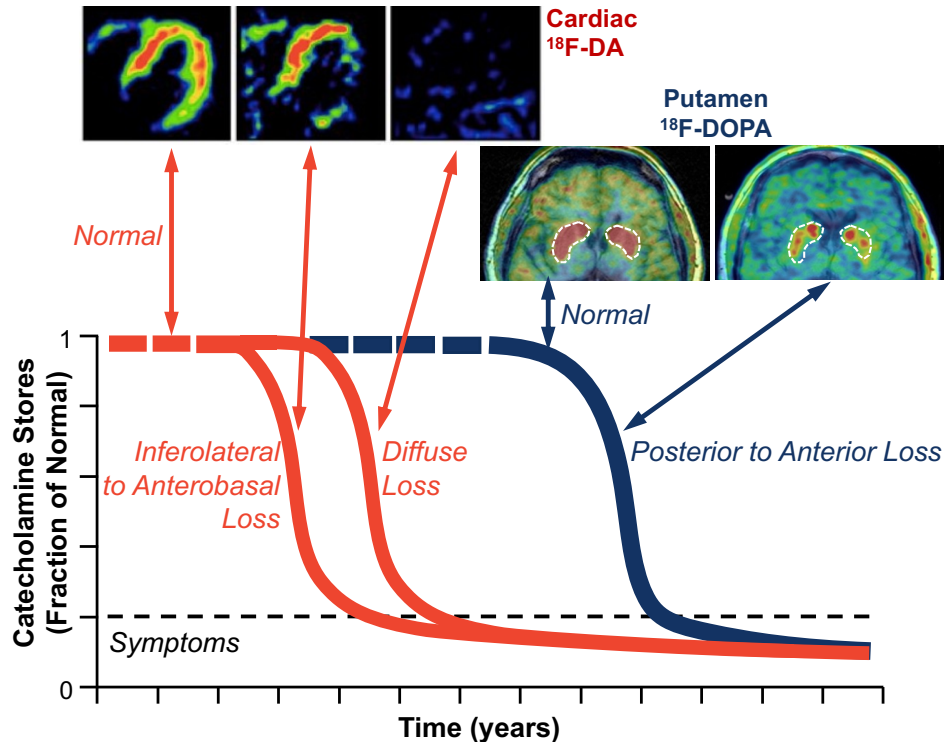 Cardiac
¹⁸F-DA
Putamen
¹⁸F-DOPA
Normal
Normal
1
Catecholamine Stores
(Fraction of Normal)
Inferolateral
to Anterobasal
Loss
Diffuse
Loss
Posterior to Anterior Loss
Symptoms
0
Time (years)